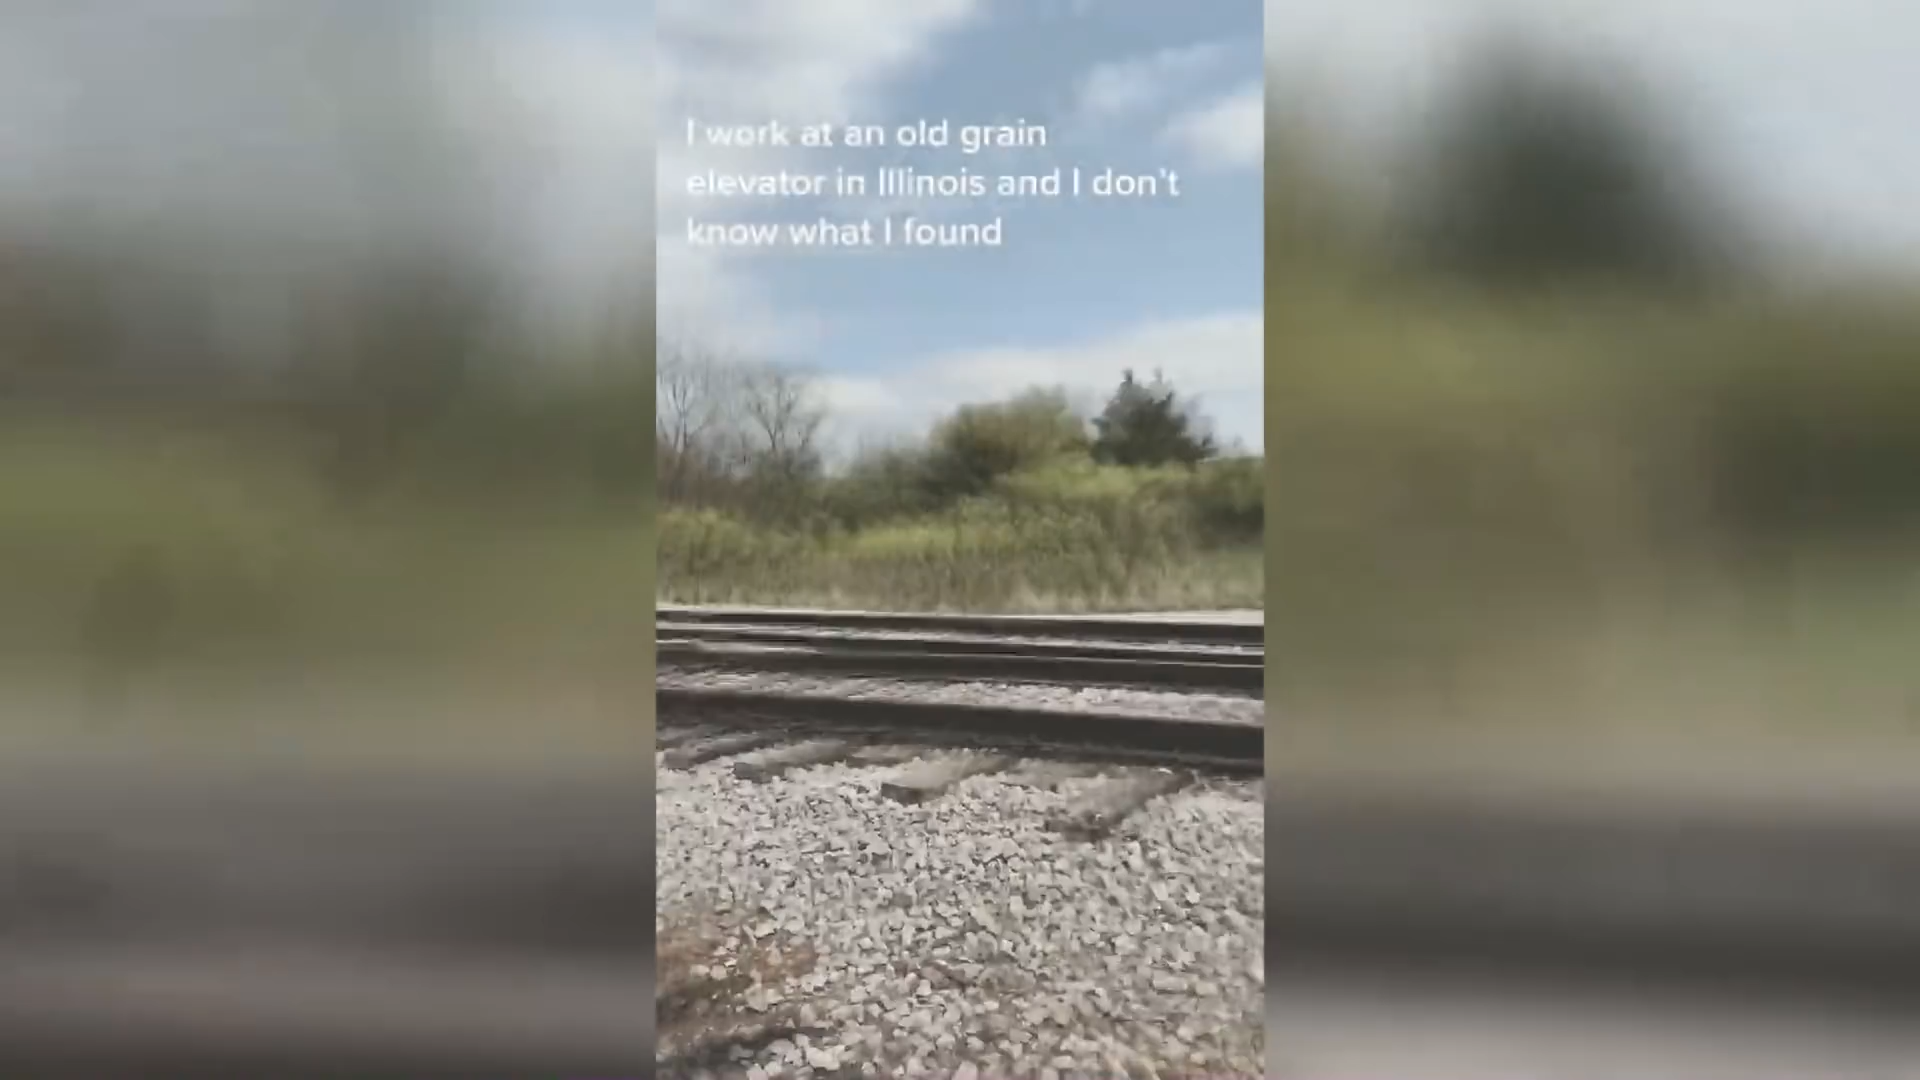 I work at an old grain
elevator in Illinois and I don't
know what I found